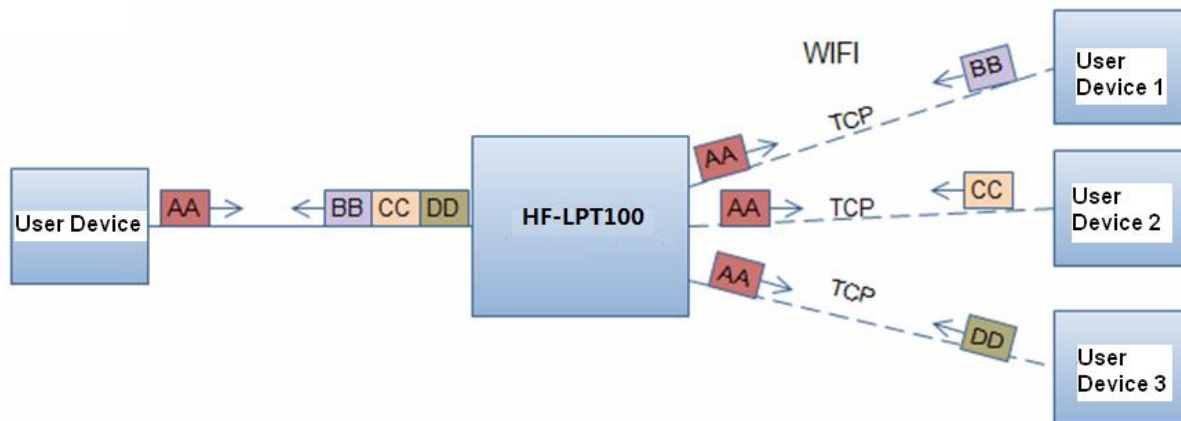 WIFI
User
Device 1
BB
TCP
AA
User Device
AA
BB CC DD
HF-LPT100
AA
TCP
CC
User
Device 2
AA
TCP
DD
User
Device 3